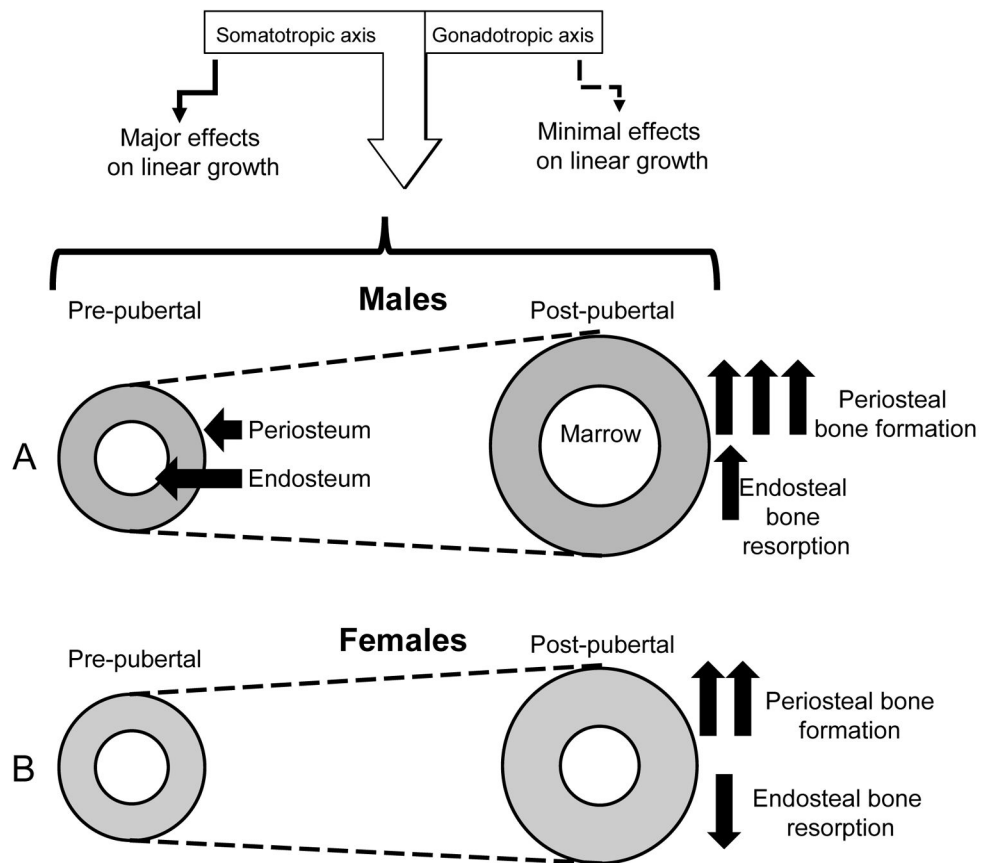 Somatotropic axis
Gonadotropic axis
Major effects
on linear growth
Minimal effects
on linear growth
Males
Pre-pubertal
Post-pubertal
A
Periosteum
Endosteum
Marrow
Periosteal
bone formation
Endosteal
bone
resorption
Females
Pre-pubertal
Post-pubertal
B
Periosteal bone
formation
Endosteal bone
resorption